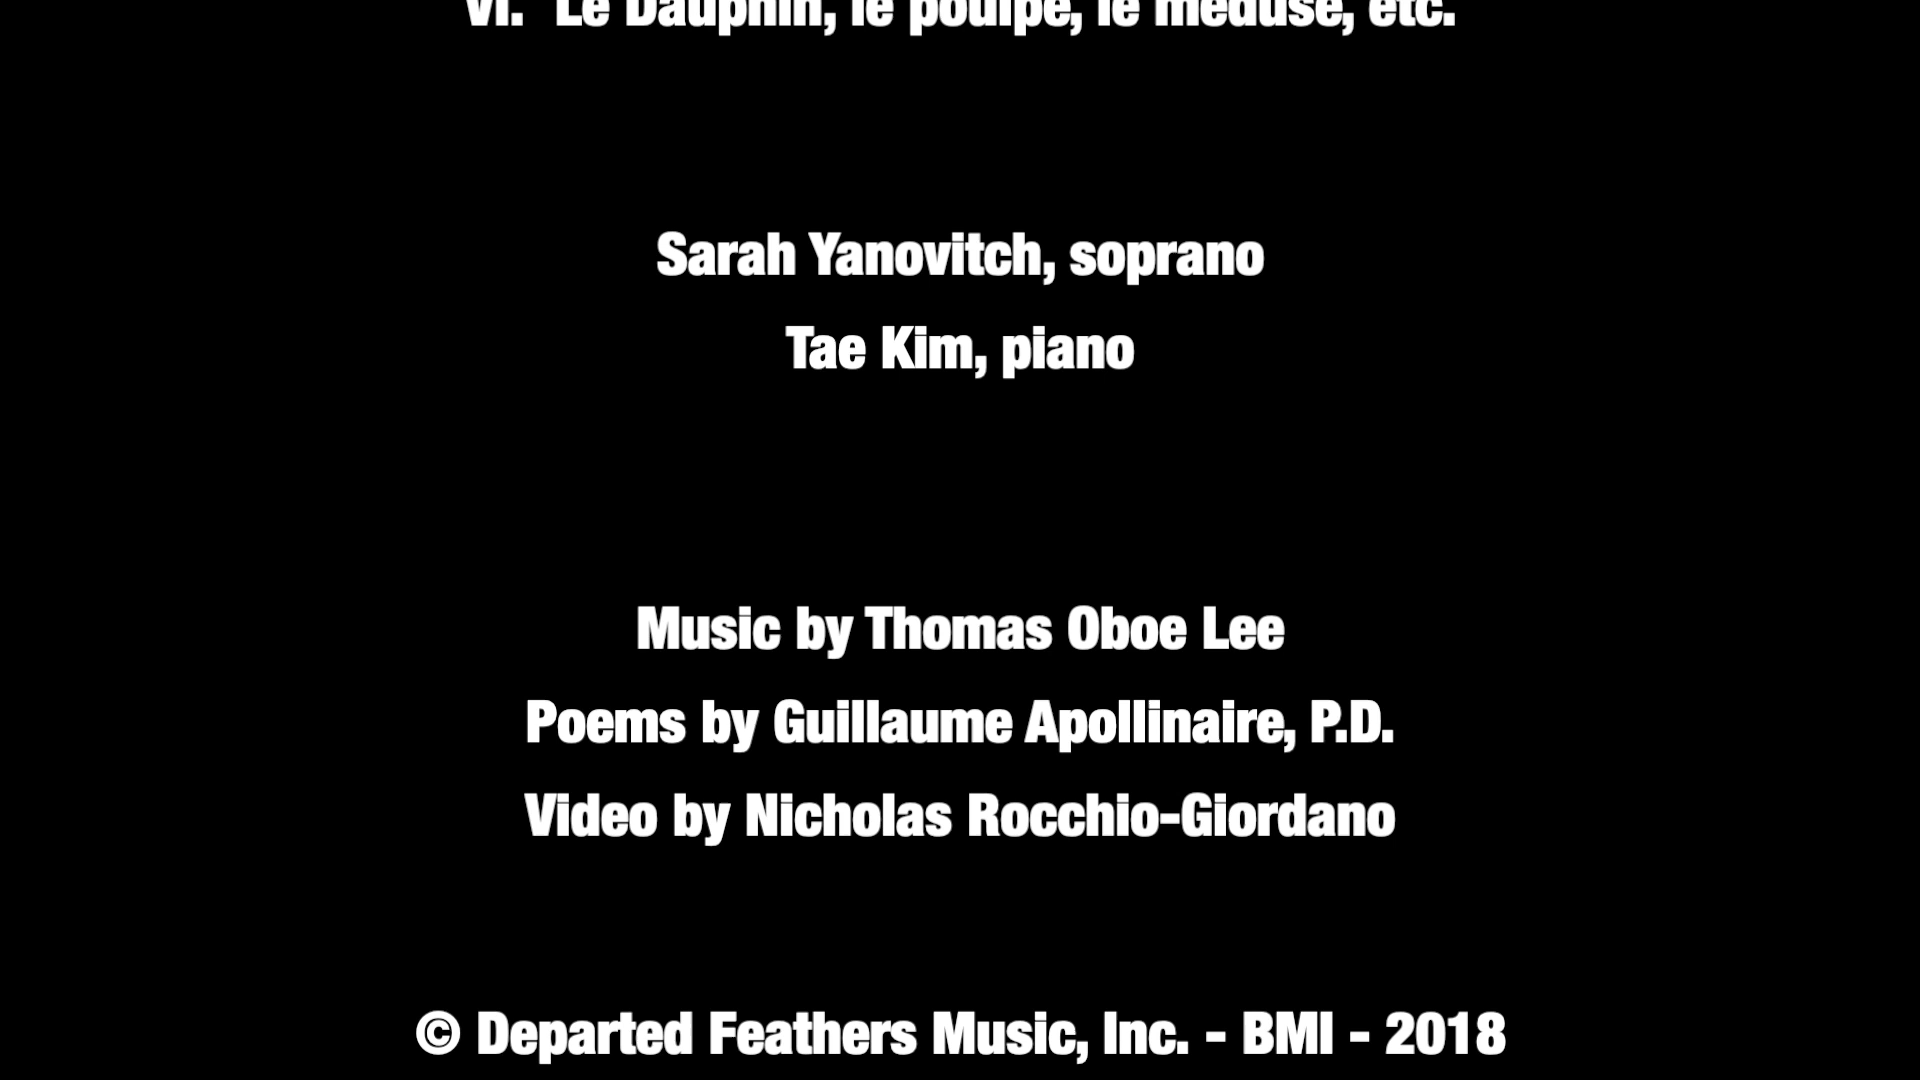 VI. Le Dauphin, le poulpe, le méduse, etc.
Sarah Yanovitch, soprano
Tae Kim, piano
Music by Thomas Oboe Lee
Poems by Guillaume Apollinaire, P.D.
Video by Nicholas Rocchio-Giordano
© Departed Feathers Music, Inc. - BMI - 2018